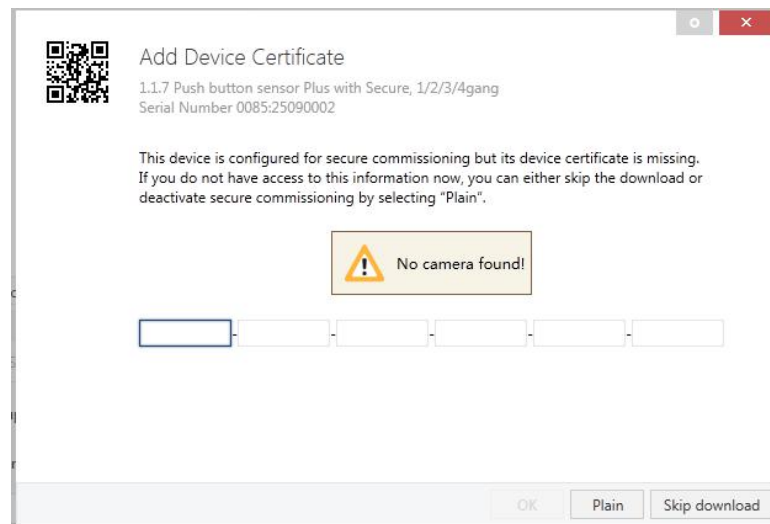 Add Device Certificate
1.1.7 Push button sensor Plus with Secure, 1/2/3/4gang
Serial Number 0085:25090002
This device is configured for secure commissioning but its device certificate is missing.
If you do not have access to this information now, you can either skip the download or
deactivate secure commissioning by selecting "Plain".
No camera found!
- - - - -
OK Plain Skip download